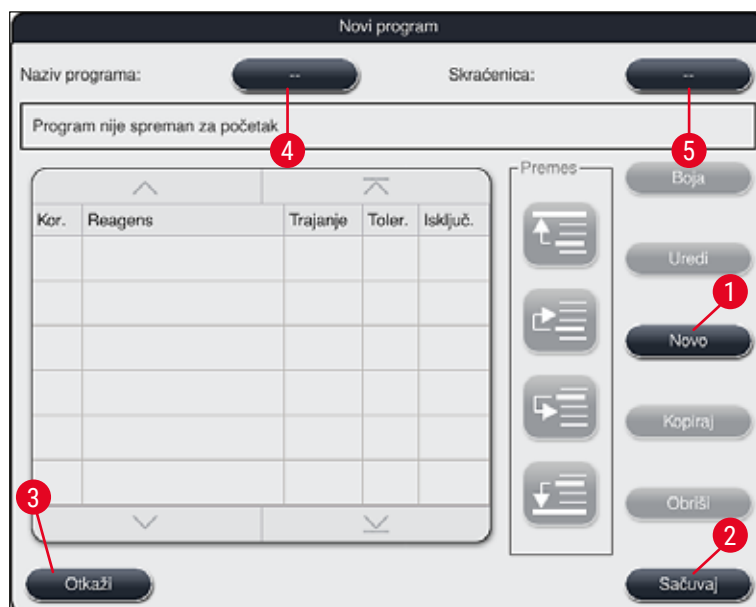 Novi program
Naziv programa: -- Skraćenica: --
4 5
Program nije spreman za početak
Premes Boja
Kor. Reagens Trajanje Toler. Isključ.
Uredi
1
Novo
Kopiraj
3 Obriši
2
Otkaži Sačuvaj